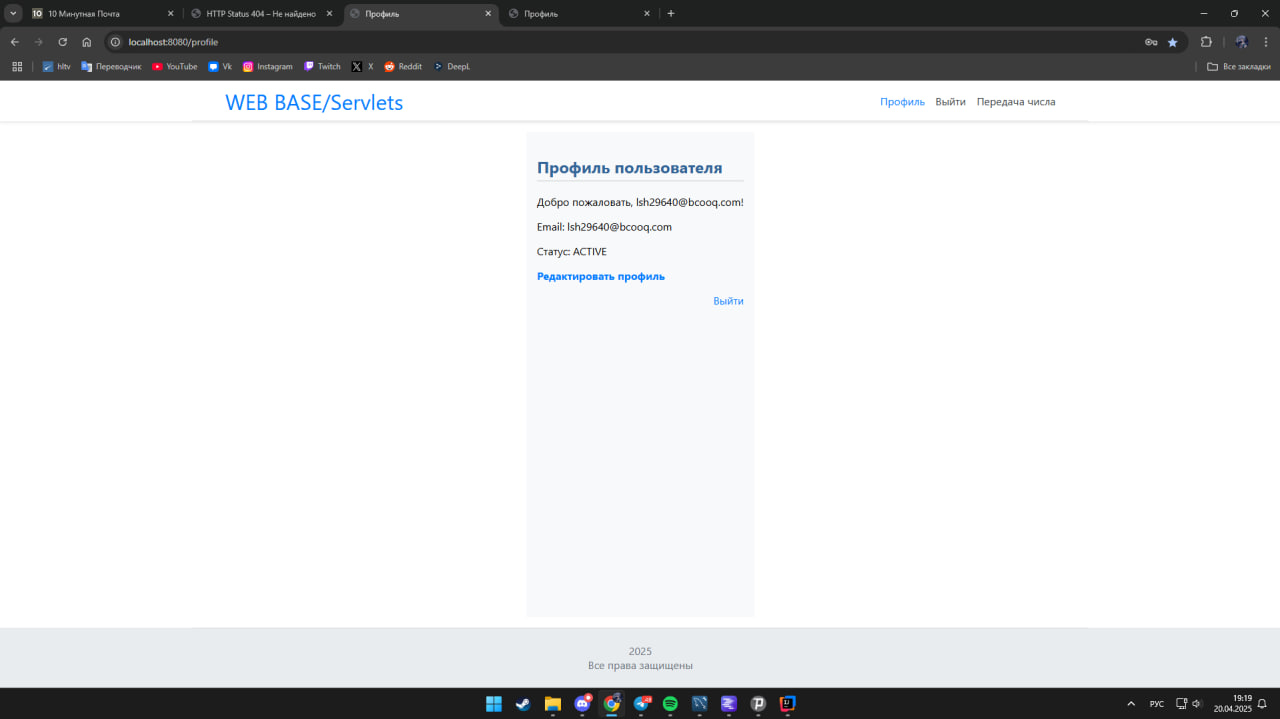 10 Минутная Почта
HTTP Status 404 – Не найдено
Профиль
Профиль
localhost:8080/profile
hltv
Переводчик
YouTube
Vk
Instagram
Twitch
X
Reddit
DeepL
Все закладки
WEB BASE/Servlets
Профиль Выйти Передача числа
Профиль пользователя
Добро пожаловать, lsh29640@bcooq.com!
Email: lsh29640@bcooq.com
Статус: ACTIVE
Редактировать профиль
Выйти
2025
Все права защищены
РУС
19:19
20.04.2025